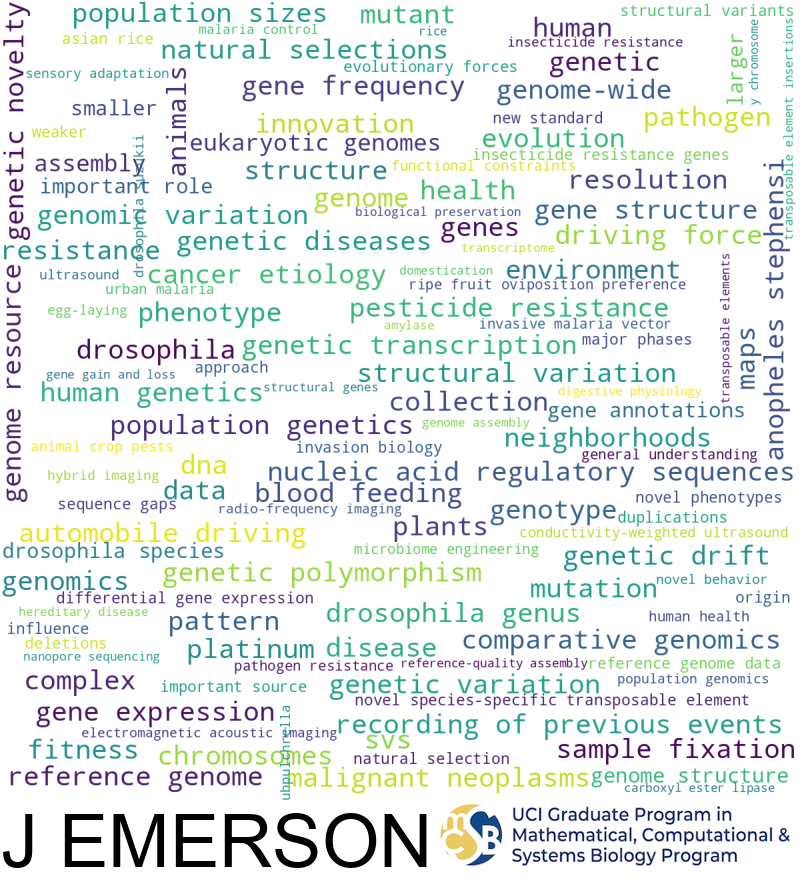 population sizes
mutant
structural variants
malaria control
rice
human
asian rice
natural selections
insecticide resistance
genetic
sensory adaptation
evolutionary forces
larger
y chromosome
transposable element insertions
genetic novelty
animals
gene frequency
genome-wide
smaller
innovation
new standard
pathogen
weaker
eukaryotic genomes
evolution
assembly
structure
functional constraints
insecticide resistance genes
important role
genome
health
resolution
genomic variation
biological preservation
gene structure
resistance
genetic diseases
genes
driving force
transcriptome
ultrasound
cancer etiology
domestication
environment
anopheles stephensi
urban malaria
ripe fruit oviposition preference
egg-laying
phenotype
pesticide resistance
amylase
invasive malaria vector
transposable elements
genome resource
drosophila
genetic transcription
major phases
maps
gene gain and loss
approach
structural variation
human genetics
structural genes
collection
digestive physiology
gene annotations
population genetics
genome assembly
neighborhoods
animal crop pests
invasion biology
general understanding
hybrid imaging
dna
nucleic acid regulatory sequences
data
blood feeding
novel phenotypes
sequence gaps
radio-frequency imaging
genotype
duplications
automobile driving
plants
conductivity-weighted ultrasound
drosophila species
microbiome engineering
genetic drift
genomics
genetic polymorphism
mutation
novel behavior
differential gene expression
origin
hereditary disease
pattern
drosophila genus
human health
influence
deletions
platinum
disease
comparative genomics
nanopore sequencing
pathogen resistance
reference-quality assembly
reference genome data
complex
important source
genetic variation
population genomics
gene expression
novel species-specific transposable element
electromagnetic acoustic imaging
recording of previous events
fitness
chromosomes
svs
natural selection
sample fixation
reference genome
malignant neoplasms
genome structure
carboxyl ester lipase
J EMERSON
mCSB
UCI Graduate Program in
Mathematical, Computational &
Systems Biology Program